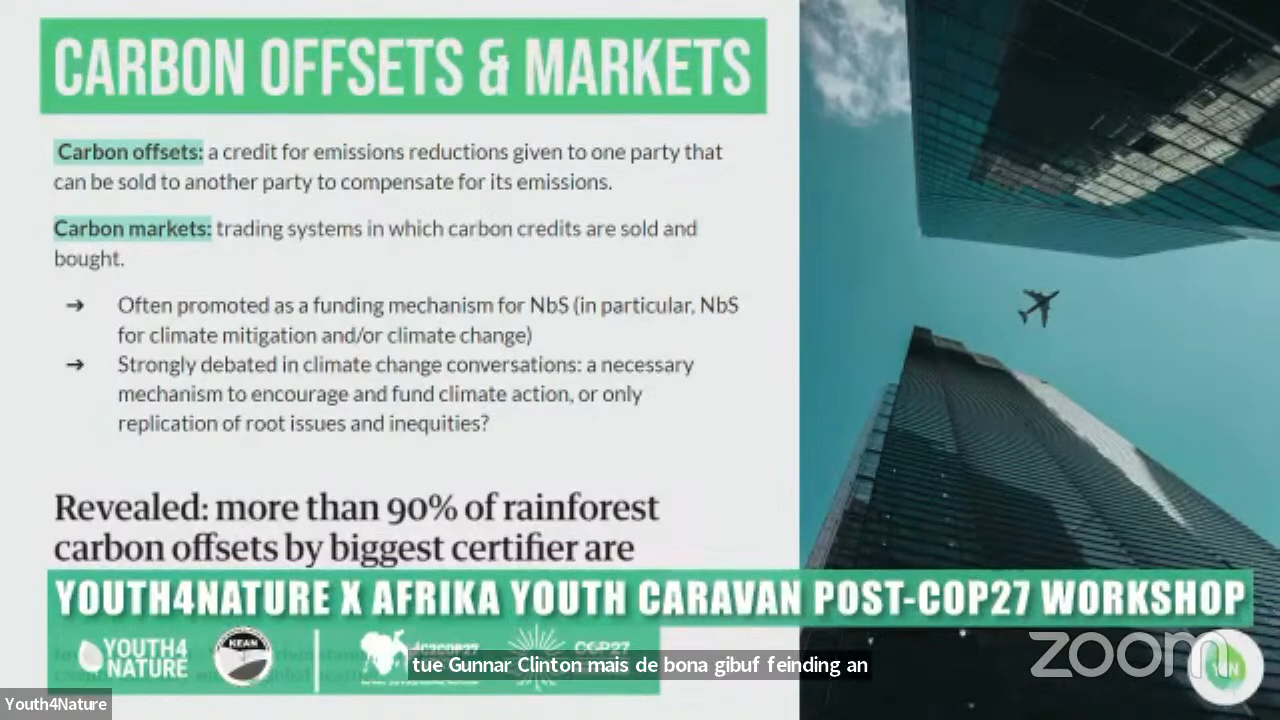 CARBON OFFSETS & MARKETS
Carbon offsets: a credit for emissions reductions given to one party that
can be sold to another party to compensate for its emissions.
Carbon markets: trading systems in which carbon credits are sold and
bought.
➔ Often promoted as a funding mechanism for NbS (in particular, NbS
for climate mitigation and/or climate change)
➔ Strongly debated in climate change conversations: a necessary
mechanism to encourage and fund climate action, or only
replication of root issues and inequities?
Revealed: more than 90% of rainforest
carbon offsets by biggest certifier are
YOUTH4NATURE X AFRIKA YOUTH CARAVAN POST-COP27 WORKSHOP
YOUTH4
NATURE
KEAN
COP27
zoom
Y4N
tue Gunnar Clinton mais de bona gibuf feinding an
Youth4Nature